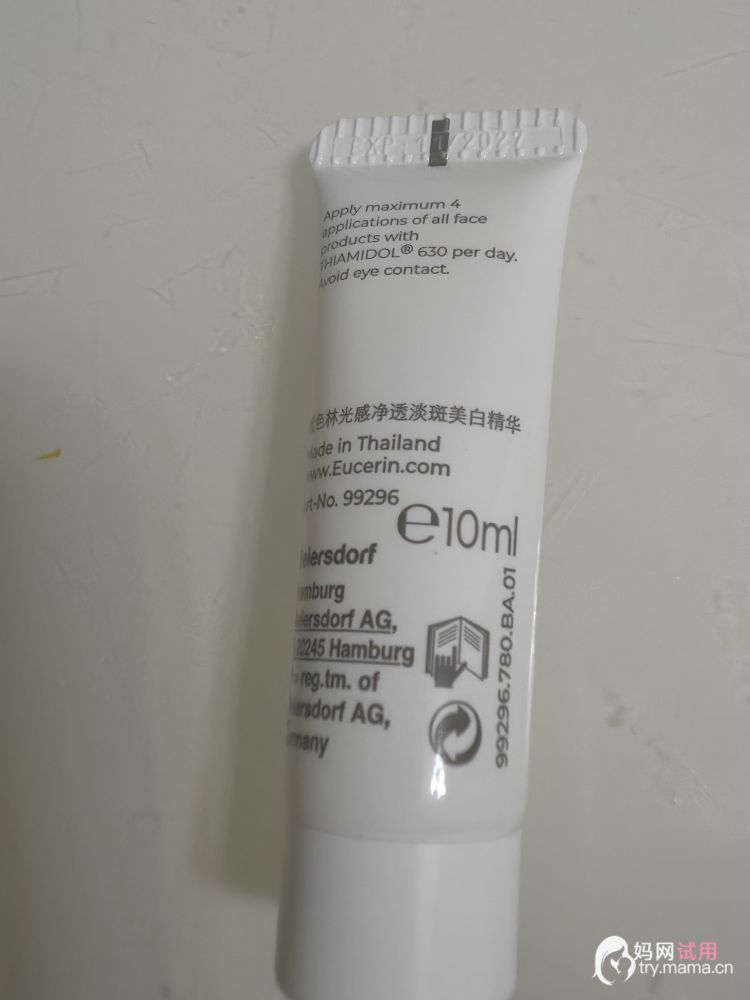 EXP: 11/2022
Apply maximum 4
applications of all face
products with
THIAMIDOL® 630 per day.
Avoid eye contact.
色林光感净透淡斑美白精华
Made in Thailand
www.Eucerin.com
Art-No. 99296
e10ml
Beiersdorf
Hamburg
Beiersdorf AG,
20245 Hamburg
reg.tm. of
Beiersdorf AG,
Germany
99296.780.BA.01
妈网试用
try.mama.cn